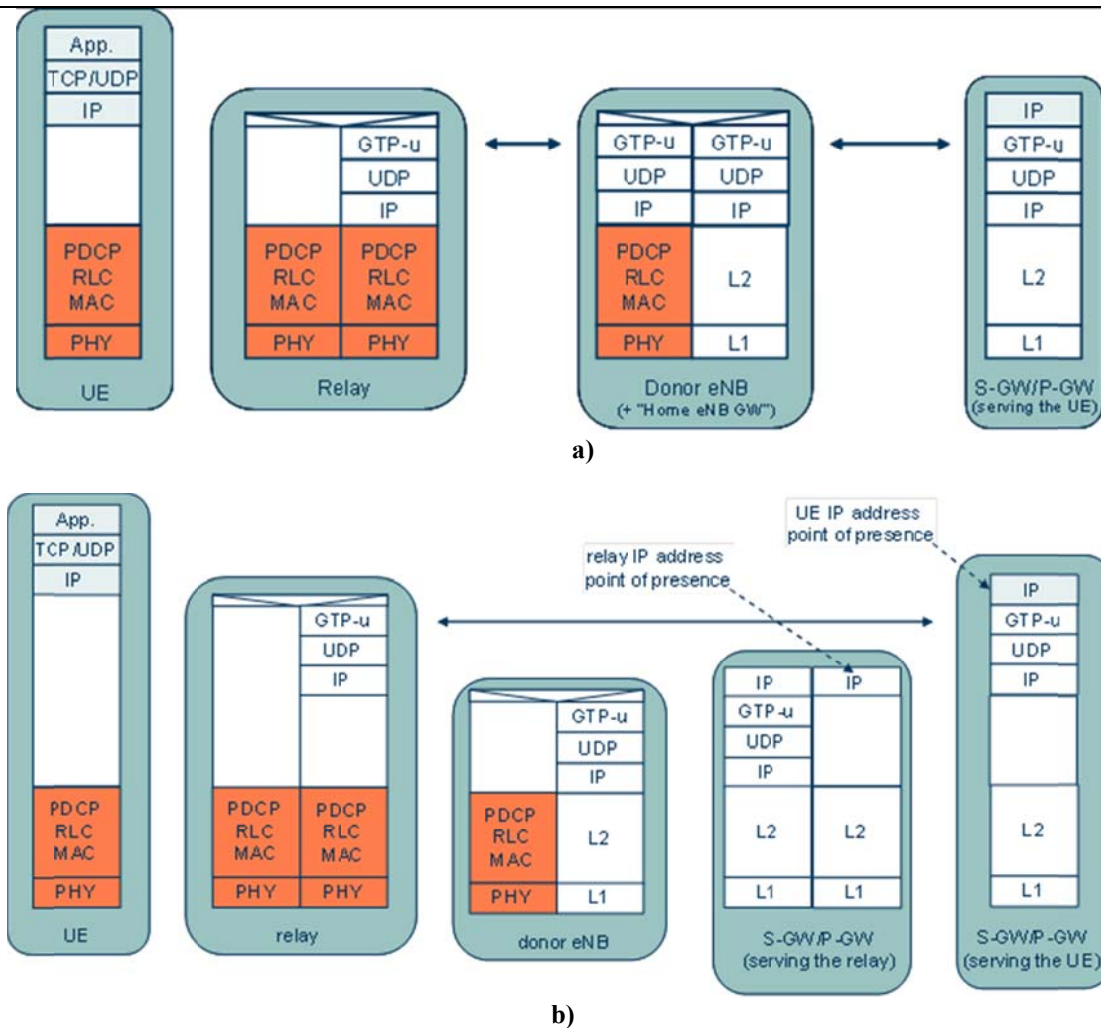 App.
TCP/UDP
IP
PDCP
RLC
MAC
PHY
UE
GTP-u
UDP
IP
PDCP
RLC
MAC
PDCP
RLC
MAC
PHY
PHY
Relay
GTP-u
GTP-u
UDP
UDP
IP
IP
PDCP
RLC
MAC
L2
PHY
L1
Donor eNB
(+ "Home eNB GW")
IP
GTP-u
UDP
IP
L2
L1
S-GW/P-GW
(serving the UE)
a)
App.
TCP/UDP
IP
PDCP
RLC
MAC
PHY
UE
GTP-u
UDP
IP
PDCP
RLC
MAC
PDCP
RLC
MAC
PHY
PHY
relay
GTP-u
UDP
IP
PDCP
RLC
MAC
L2
PHY
L1
donor eNB
relay IP address
point of presence
IP
IP
GTP-u
UDP
IP
L2
L2
L1
L1
S-GW/P-GW
(serving the relay)
UE IP address
point of presence
IP
GTP-u
UDP
IP
L2
L1
S-GW/P-GW
(serving the UE)
b)